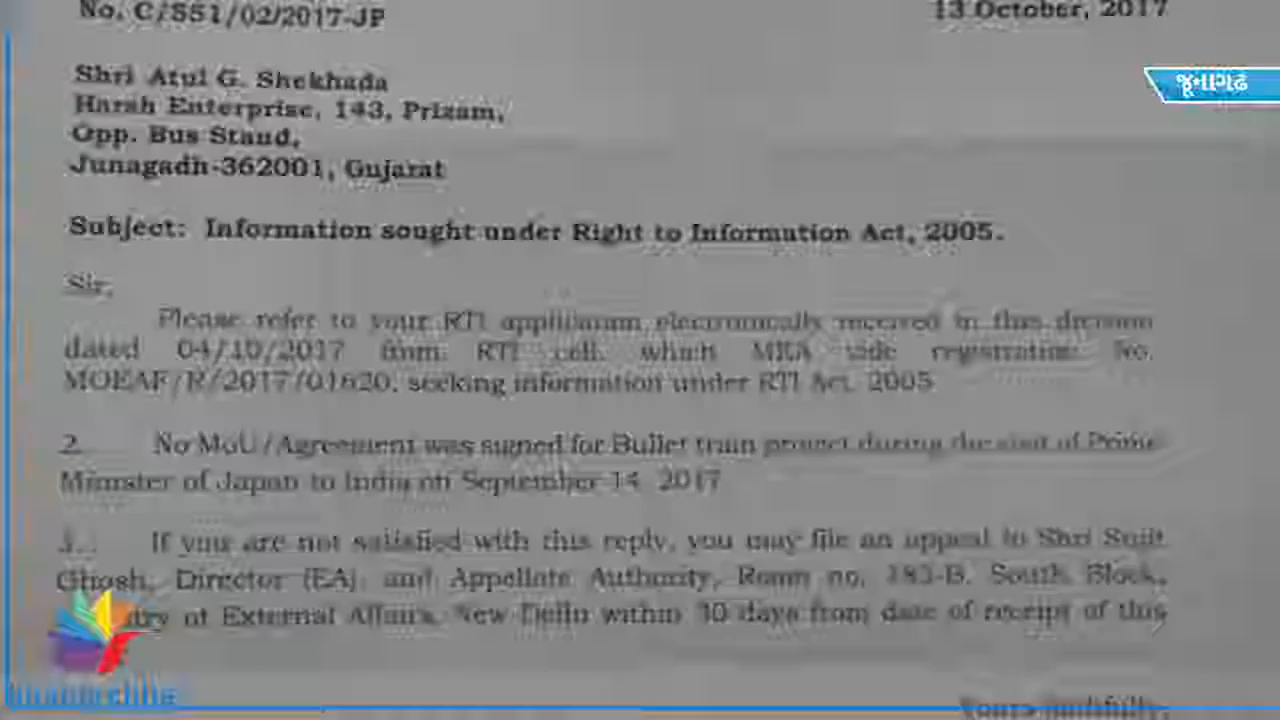 No. C/551/02/2017-JP
13 October, 2017
જૂનાગઢ
Shri Atul G. Shekhada
Harsh Enterprise, 143, Prizam,
Opp. Bus Stand,
Junagadh-362001, Gujarat
Subject: Information sought under Right to Information Act, 2005.
Sir,
Please refer to your RTI application electronically received in this division
dated 04/10/2017 from RTI cell, which MEA vide registration No.
MOEAF/R/2017/01620, seeking information under RTI Act, 2005
2. No MoU/Agreement was signed for Bullet train project during the visit of Prime
Minister of Japan to India on September 14, 2017
3. If you are not satisfied with this reply, you may file an appeal to Shri Sujit
Ghosh, Director (EA) and Appellate Authority, Room no. South Block,
of External Affairs, New Delhi within 30 days from date of receipt of this
Yours faithfully,